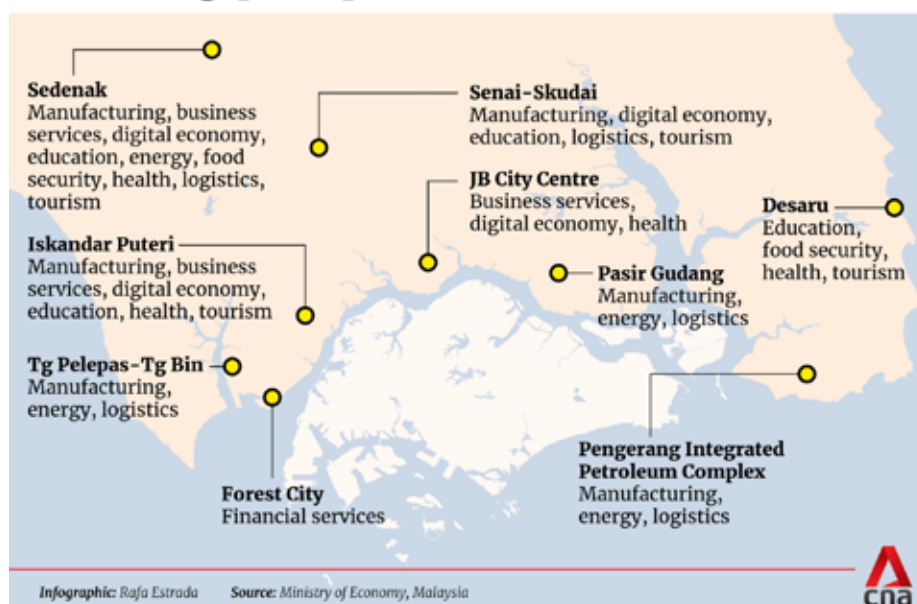 Sedenak
Manufacturing, business
services, digital economy,
education, energy, food
security, health, logistics,
tourism
Senai-Skudai
Manufacturing, digital economy,
education, logistics, tourism
JB City Centre
Business services,
digital economy, health
Desaru
Education,
food security,
health, tourism
Iskandar Puteri
Manufacturing, business
services, digital economy,
education, health, tourism
Pasir Gudang
Manufacturing,
energy, logistics
Tg Pelepas-Tg Bin
Manufacturing,
energy, logistics
Forest City
Financial services
Pengerang Integrated
Petroleum Complex
Manufacturing,
energy, logistics
Infographic: Rafa Estrada Source: Ministry of Economy, Malaysia
cna